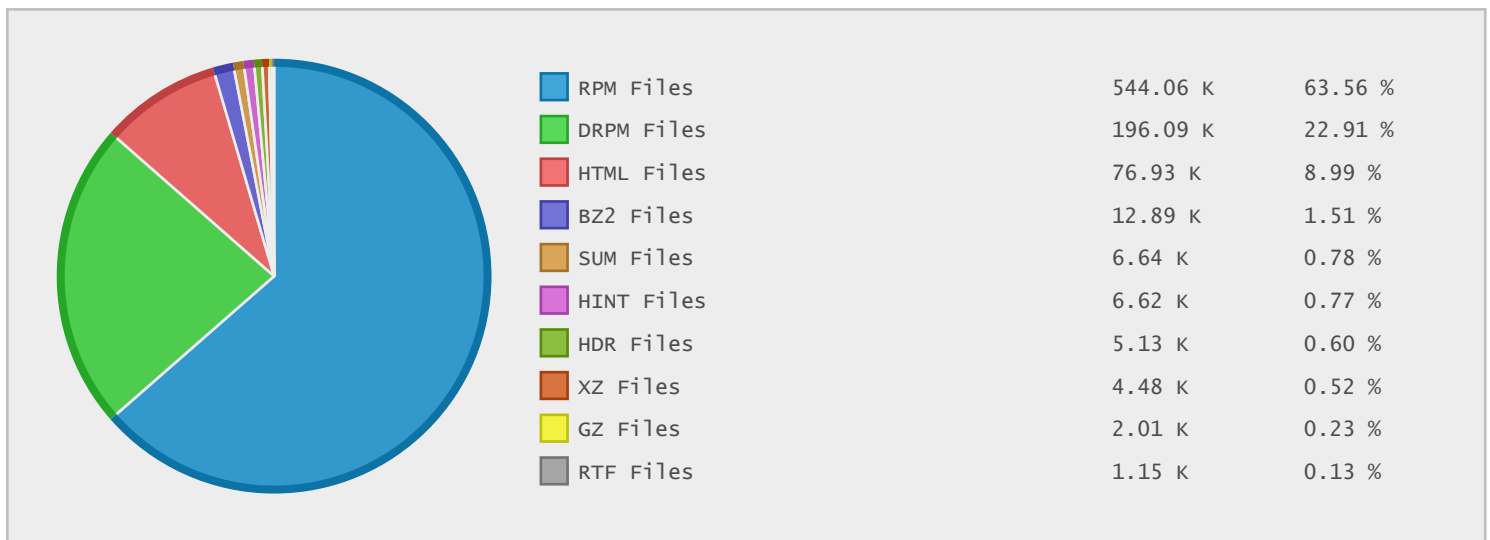 RPM Files 544.06 K 63.56 %
DRPM Files 196.09 K 22.91 %
HTML Files 76.93 K 8.99 %
BZ2 Files 12.89 K 1.51 %
SUM Files 6.64 K 0.78 %
HINT Files 6.62 K 0.77 %
HDR Files 5.13 K 0.60 %
XZ Files 4.48 K 0.52 %
GZ Files 2.01 K 0.23 %
RTF Files 1.15 K 0.13 %